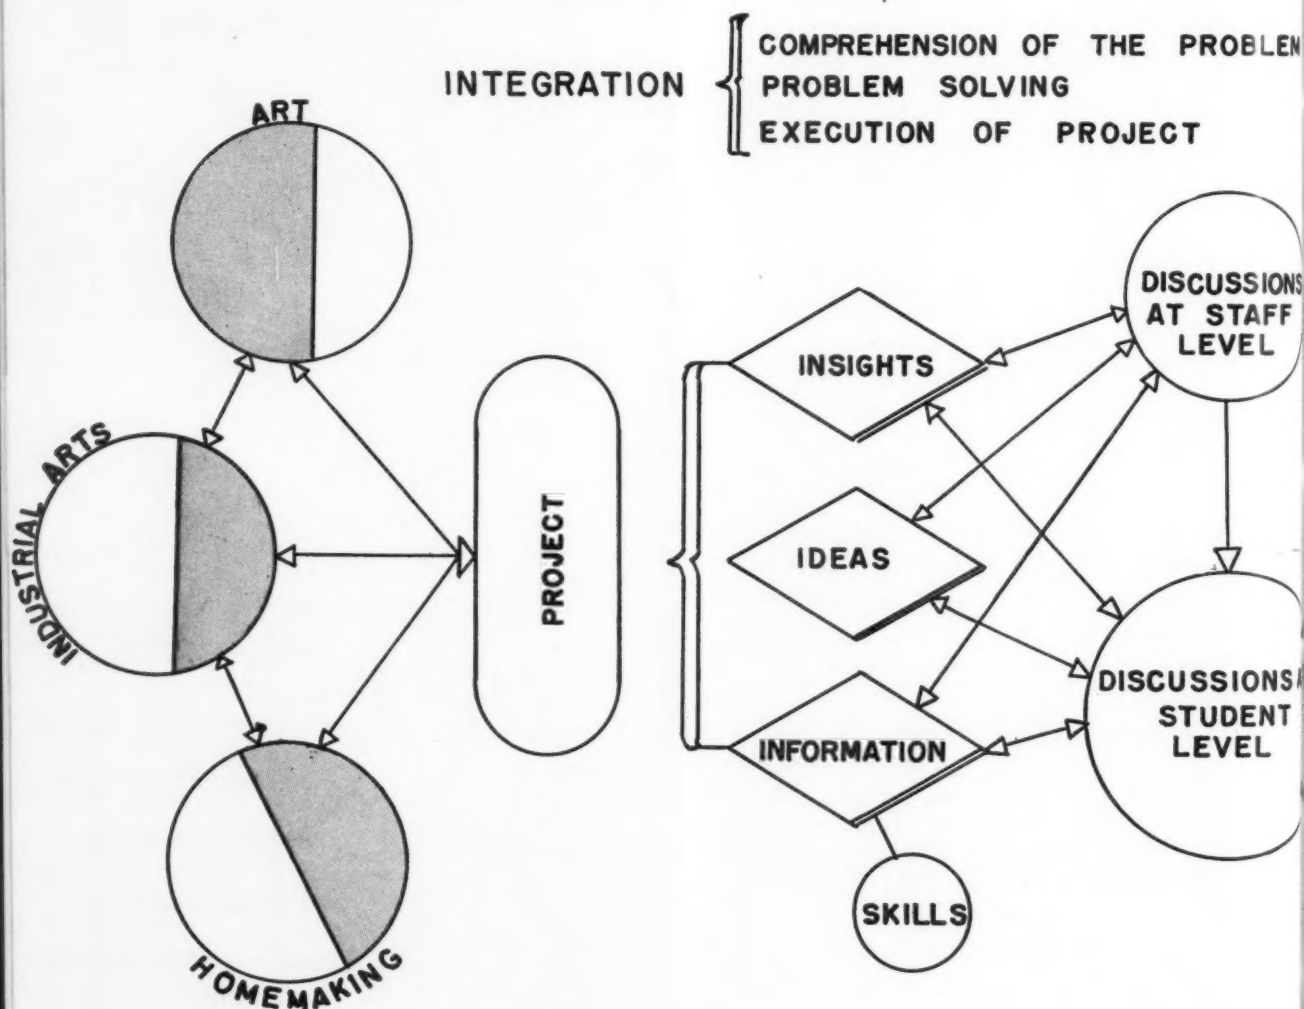 INTEGRATION
COMPREHENSION OF THE PROBLEM
PROBLEM SOLVING
EXECUTION OF PROJECT
ART
INDUSTRIAL ARTS
HOMEMAKING
PROJECT
INSIGHTS
IDEAS
INFORMATION
SKILLS
DISCUSSIONS
AT STAFF
LEVEL
DISCUSSIONS
STUDENT
LEVEL